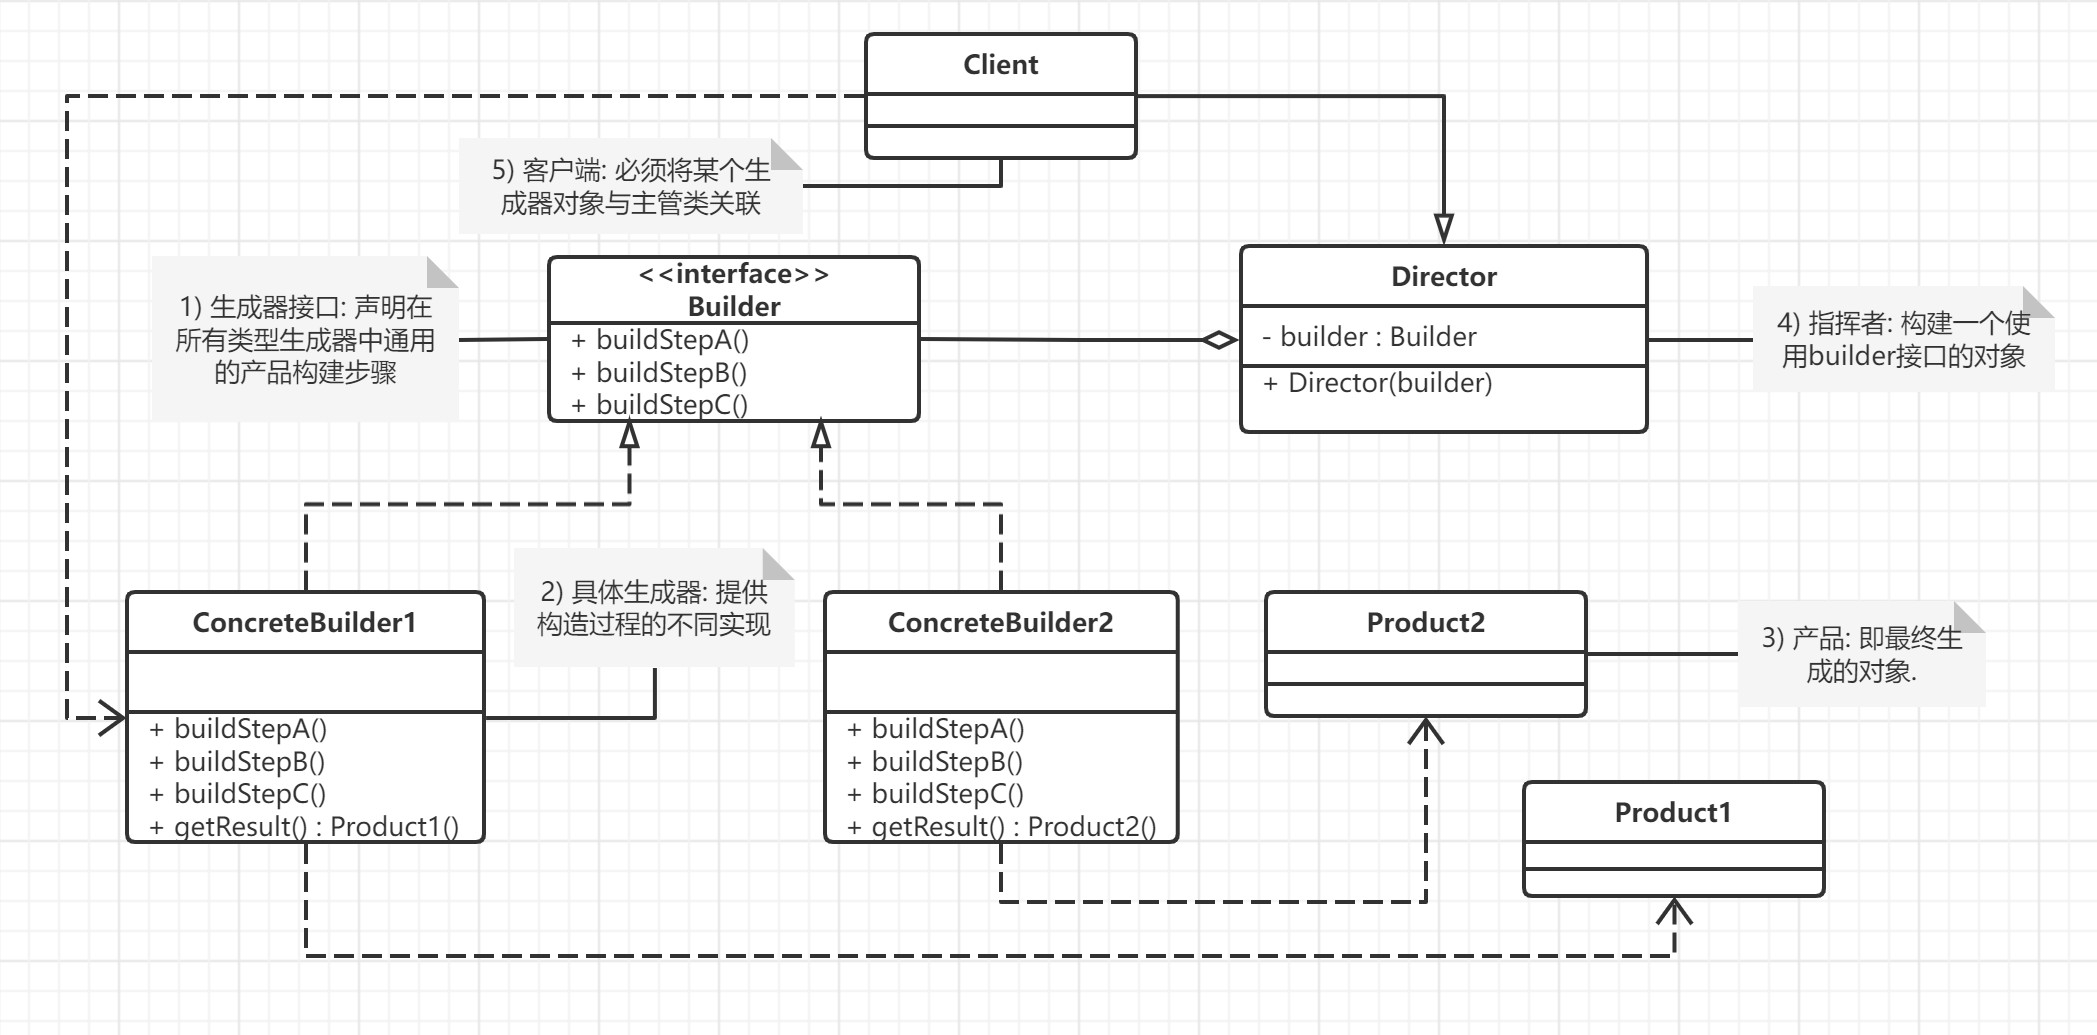 Client
5) 客户端: 必须将某个生
成器对象与主管类关联
1) 生成器接口: 声明在
所有类型生成器中通用
的产品构建步骤
<<interface>>
Builder
+ buildStepA()
+ buildStepB()
+ buildStepC()
Director
- builder : Builder
+ Director(builder)
4) 指挥者: 构建一个使
用builder接口的对象
ConcreteBuilder1
+ buildStepA()
+ buildStepB()
+ buildStepC()
+ getResult() : Product1()
2) 具体生成器: 提供
构造过程的不同实现
ConcreteBuilder2
+ buildStepA()
+ buildStepB()
+ buildStepC()
+ getResult() : Product2()
Product2
3) 产品: 即最终生
成的对象.
Product1